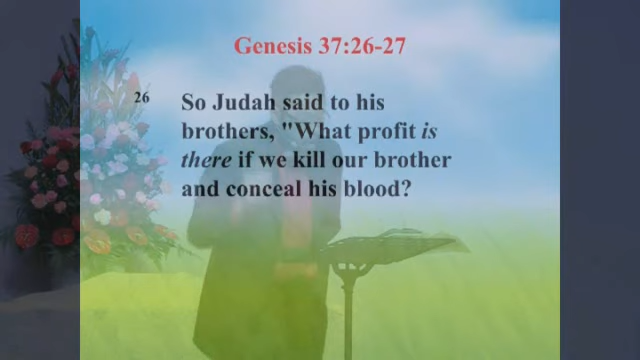 Genesis 37:26-27
26 So Judah said to his
brothers, "What profit is
there if we kill our brother
and conceal his blood?